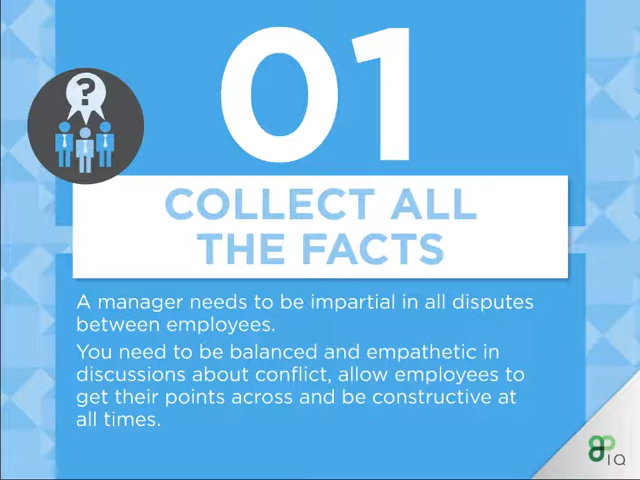 01
?
COLLECT ALL
THE FACTS
A manager needs to be impartial in all disputes
between employees.
You need to be balanced and empathetic in
discussions about conflict, allow employees to
get their points across and be constructive at
all times.
IQ